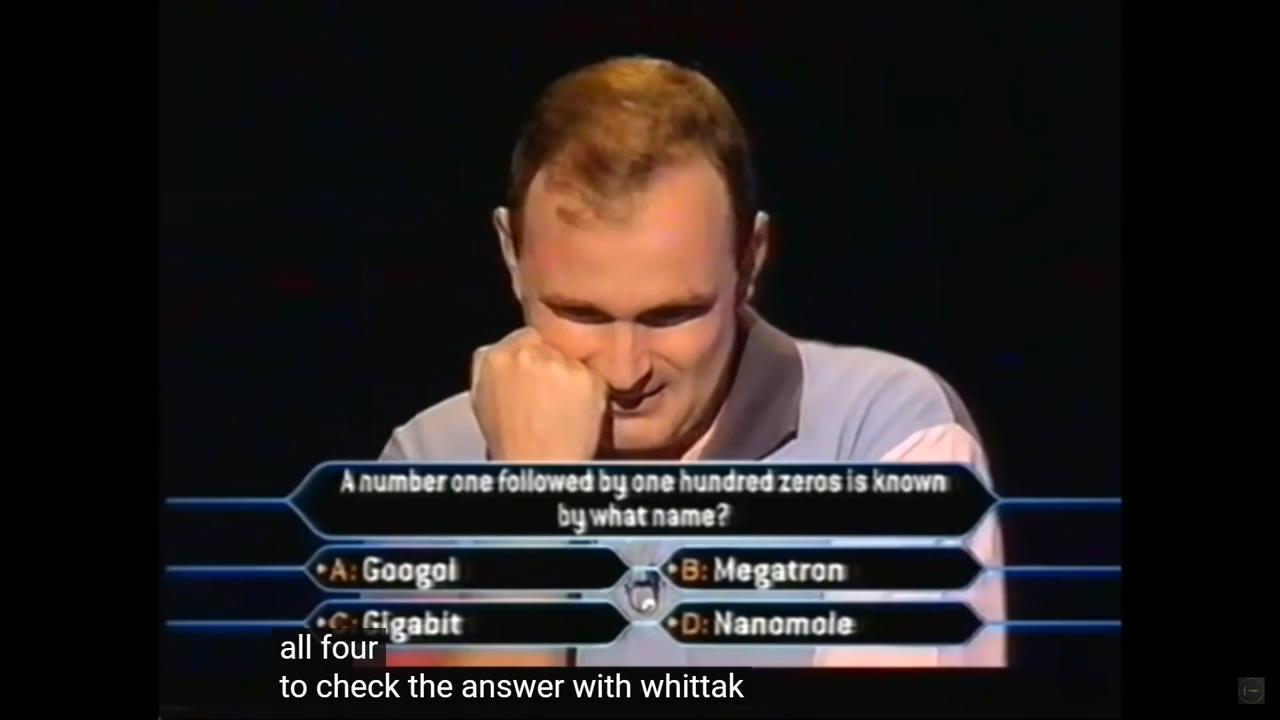 A number one followed by one hundred zeros is known
by what name?
A: Googol
B: Megatron
C: Gigabit
D: Nanomole
all four
to check the answer with whittak